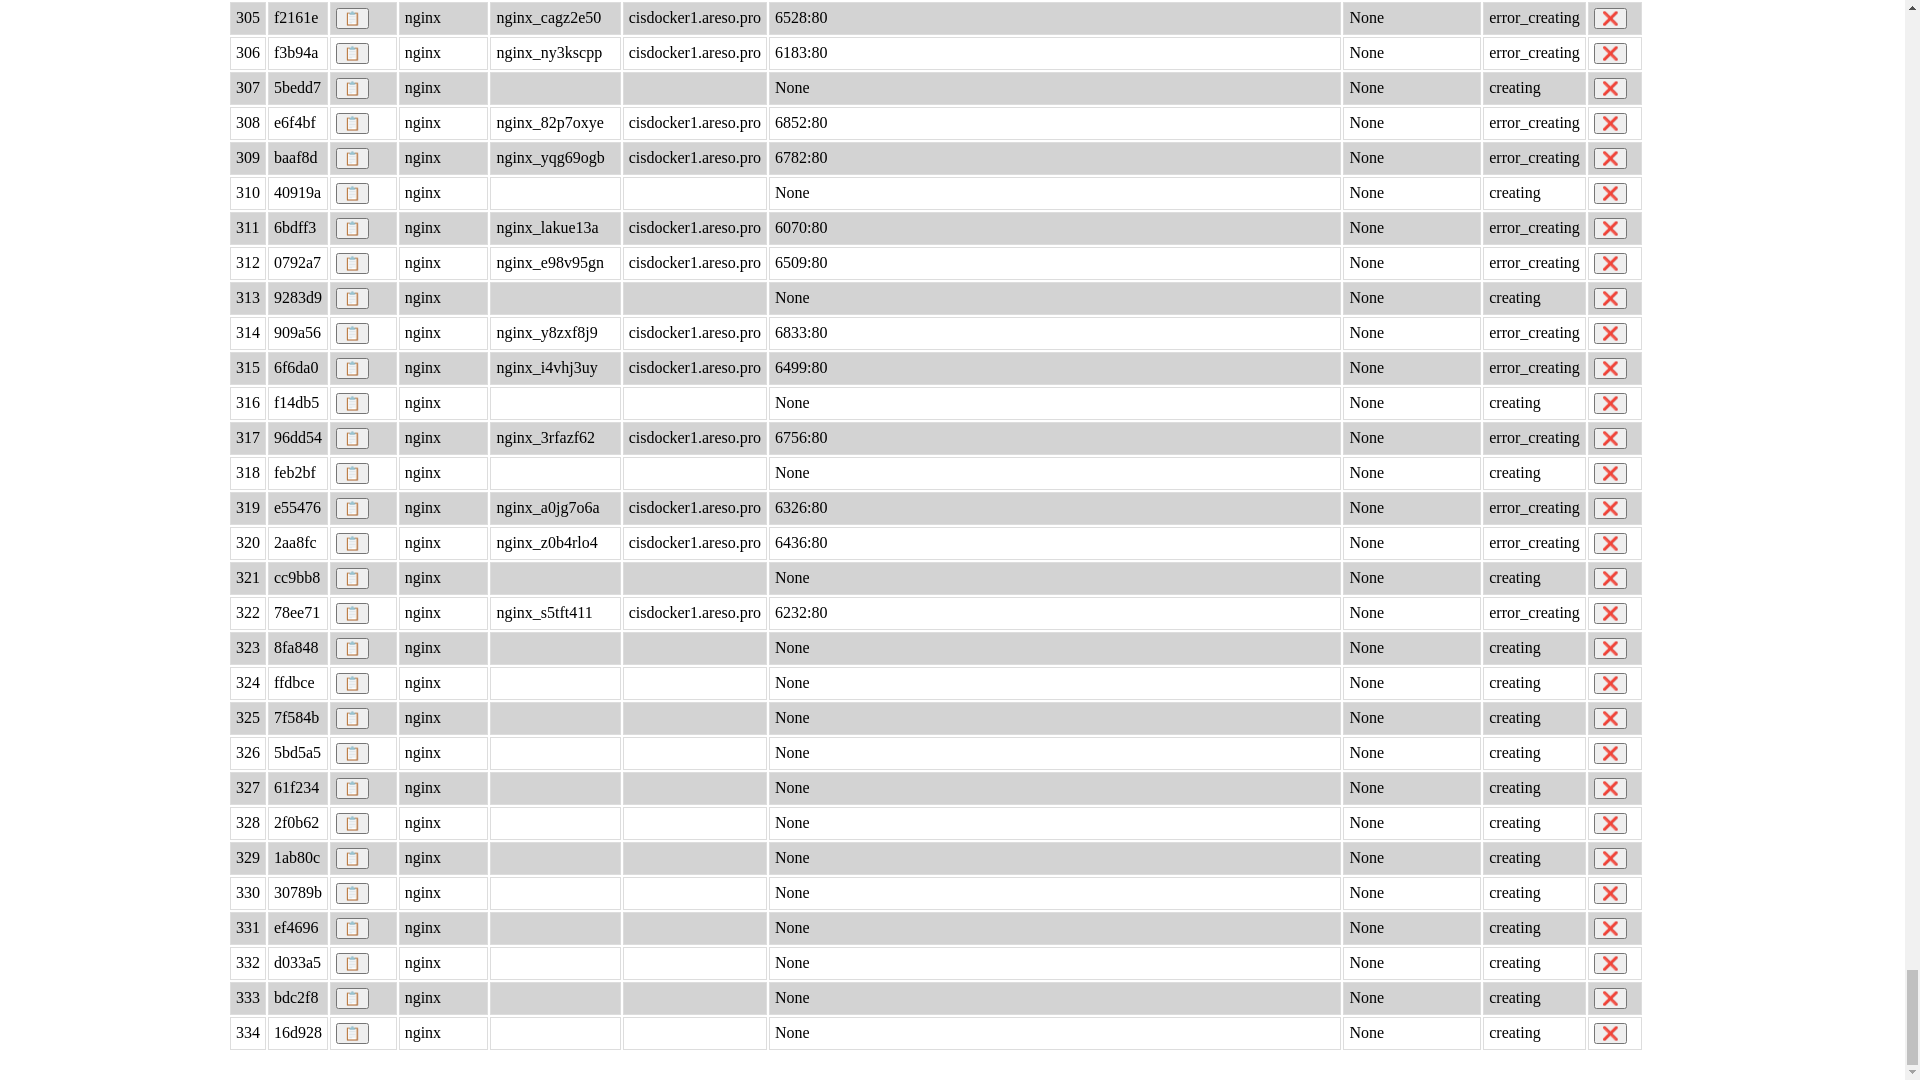 305 f2161e nginx nginx_cagz2e50 cisdocker1.areso.pro 6528:80 None error_creating
306 f3b94a nginx nginx_ny3kscpp cisdocker1.areso.pro 6183:80 None error_creating
307 5bedd7 nginx None None creating
308 e6f4bf nginx nginx_82p7oxye cisdocker1.areso.pro 6852:80 None error_creating
309 baaf8d nginx nginx_yqg69ogb cisdocker1.areso.pro 6782:80 None error_creating
310 40919a nginx None None creating
311 6bdff3 nginx nginx_lakue13a cisdocker1.areso.pro 6070:80 None error_creating
312 0792a7 nginx nginx_e98v95gn cisdocker1.areso.pro 6509:80 None error_creating
313 9283d9 nginx None None creating
314 909a56 nginx nginx_y8zxf8j9 cisdocker1.areso.pro 6833:80 None error_creating
315 6f6da0 nginx nginx_i4vhj3uy cisdocker1.areso.pro 6499:80 None error_creating
316 f14db5 nginx None None creating
317 96dd54 nginx nginx_3rfazf62 cisdocker1.areso.pro 6756:80 None error_creating
318 feb2bf nginx None None creating
319 e55476 nginx nginx_a0jg7o6a cisdocker1.areso.pro 6326:80 None error_creating
320 2aa8fc nginx nginx_z0b4rlo4 cisdocker1.areso.pro 6436:80 None error_creating
321 cc9bb8 nginx None None creating
322 78ee71 nginx nginx_s5tft411 cisdocker1.areso.pro 6232:80 None error_creating
323 8fa848 nginx None None creating
324 ffdbce nginx None None creating
325 7f584b nginx None None creating
326 5bd5a5 nginx None None creating
327 61f234 nginx None None creating
328 2f0b62 nginx None None creating
329 1ab80c nginx None None creating
330 30789b nginx None None creating
331 ef4696 nginx None None creating
332 d033a5 nginx None None creating
333 bdc2f8 nginx None None creating
334 16d928 nginx None None creating